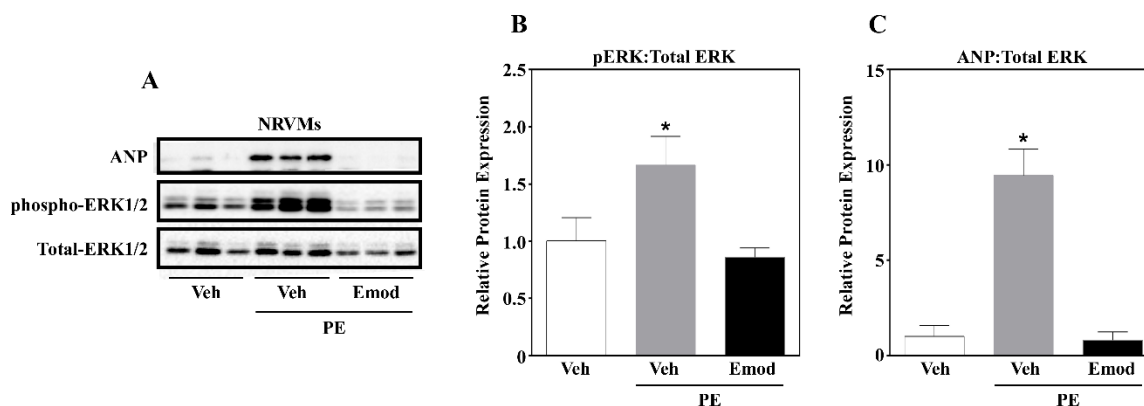 A
NRVMs
ANP
phospho-ERK1/2
Total-ERK1/2
Veh Veh Emod
PE
B
pERK:Total ERK
Relative Protein Expression
2.5
2.0
1.5
1.0
0.5
0
Veh Veh Emod
PE
C
ANP:Total ERK
Relative Protein Expression
15
10
5
0
*
*
Veh Veh Emod
PE